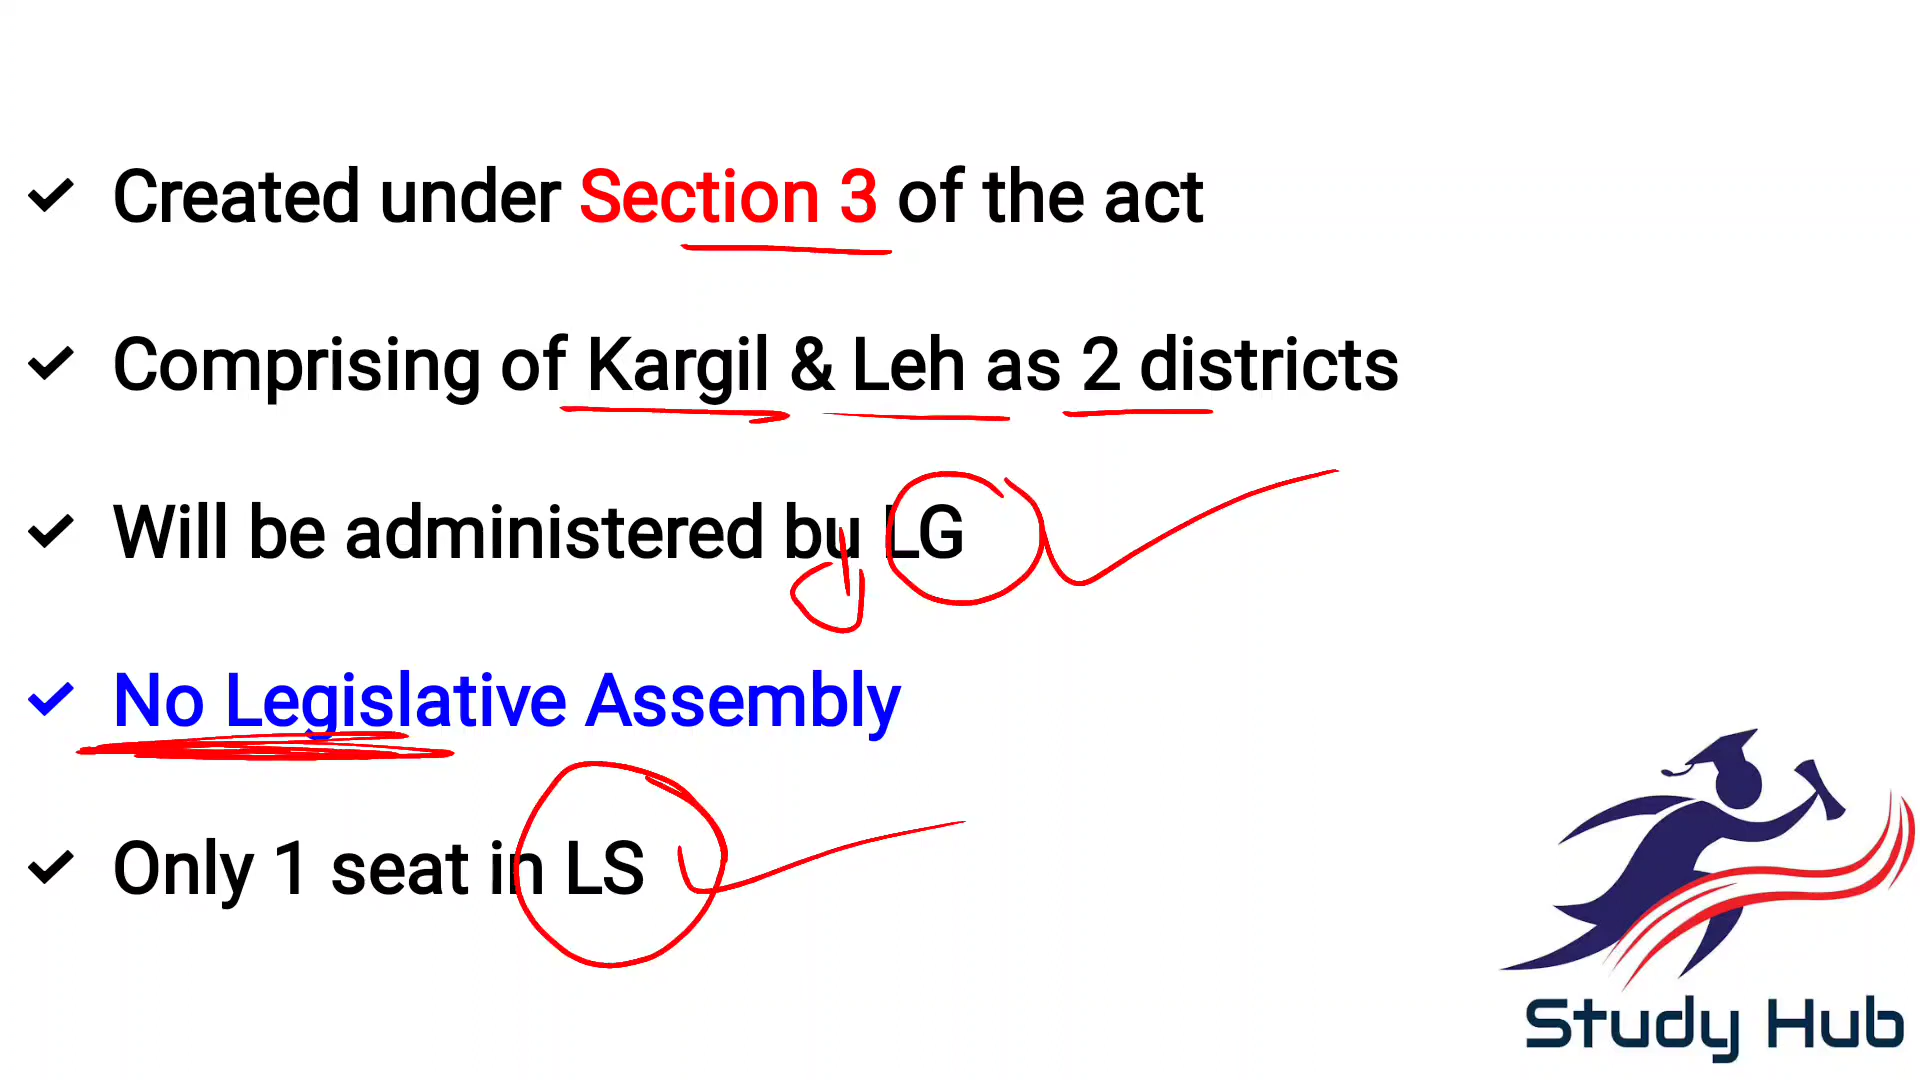 Created under Section 3 of the act
Comprising of Kargil & Leh as 2 districts
Will be administered by LG
No Legislative Assembly
Only 1 seat in LS
Study Hub